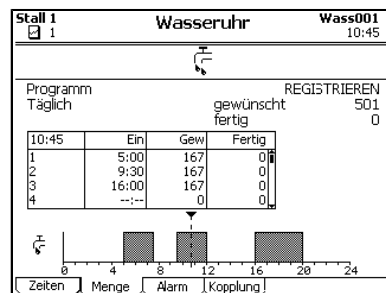 Stall 1 Wasseruhr Wass001
1 10:45
Programm REGISTRIEREN
Täglich gewünscht 501
fertig 0
10:45 Ein Gew Fertig
1 5:00 167 0
2 9:30 167 0
3 16:00 167 0
4 --:-- 0 0
0 4 8 12 16 20 24
Zeiten Menge Alarm Kopplung